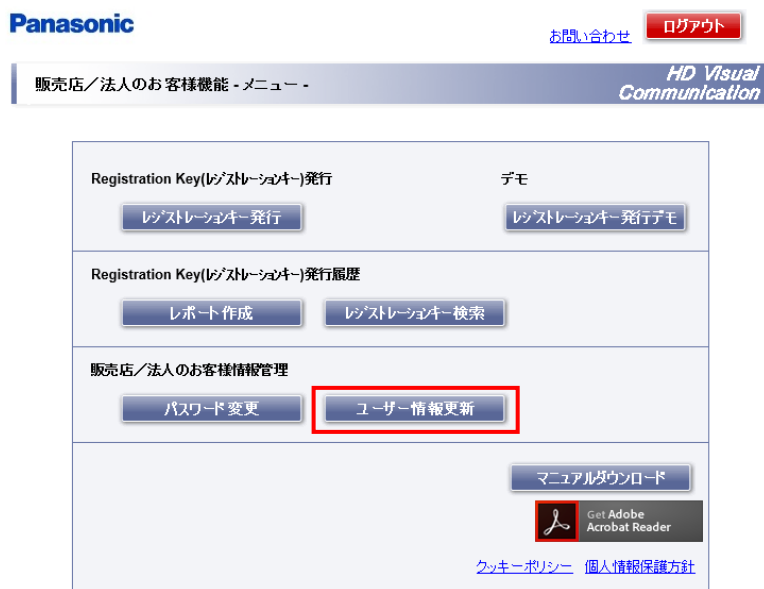 Panasonic
お問い合わせ ログアウト
販売店／法人のお客様機能 - メニュー -
HD Visual
Communication
Registration Key(ﾚｼﾞｽﾄﾚｰｼｮﾝｷｰ)発行 デモ
ﾚｼﾞｽﾄﾚｰｼｮﾝｷｰ発行 ﾚｼﾞｽﾄﾚｰｼｮﾝｷｰ発行デモ
Registration Key(ﾚｼﾞｽﾄﾚｰｼｮﾝｷｰ)発行履歴
レポート作成 ﾚｼﾞｽﾄﾚｰｼｮﾝｷｰ検索
販売店／法人のお客様情報管理
パスワード変更 ユーザー情報更新
マニュアルダウンロード
Get Adobe
Acrobat Reader
クッキーポリシー 個人情報保護方針